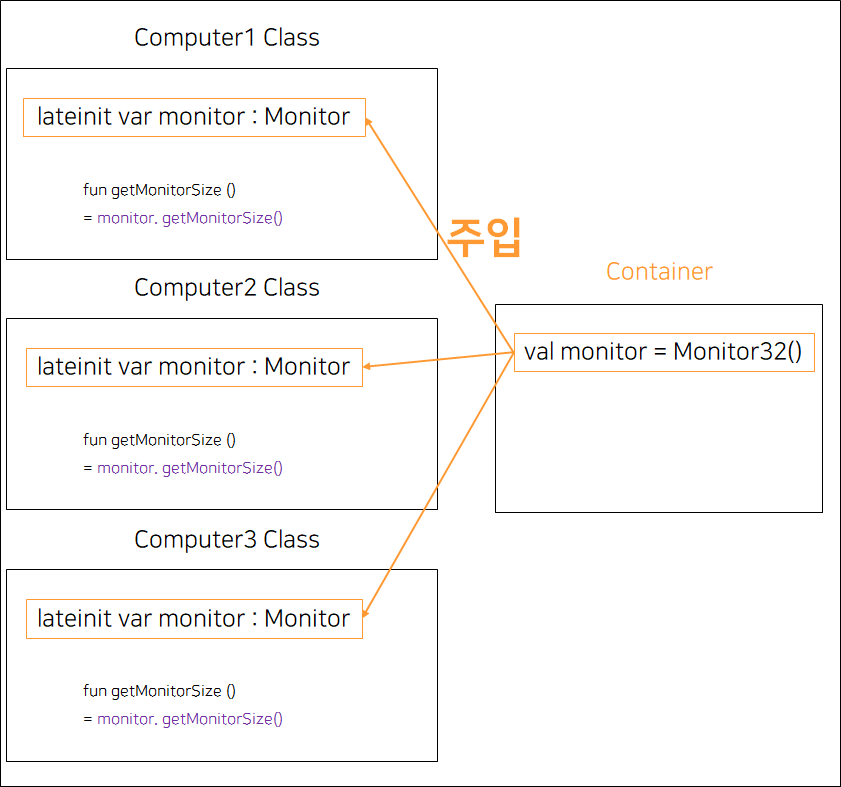 Computer1 Class
lateinit var monitor : Monitor
fun getMonitorSize ()
= monitor. getMonitorSize()
주입
Container
val monitor = Monitor32()
Computer2 Class
lateinit var monitor : Monitor
fun getMonitorSize ()
= monitor. getMonitorSize()
Computer3 Class
lateinit var monitor : Monitor
fun getMonitorSize ()
= monitor. getMonitorSize()